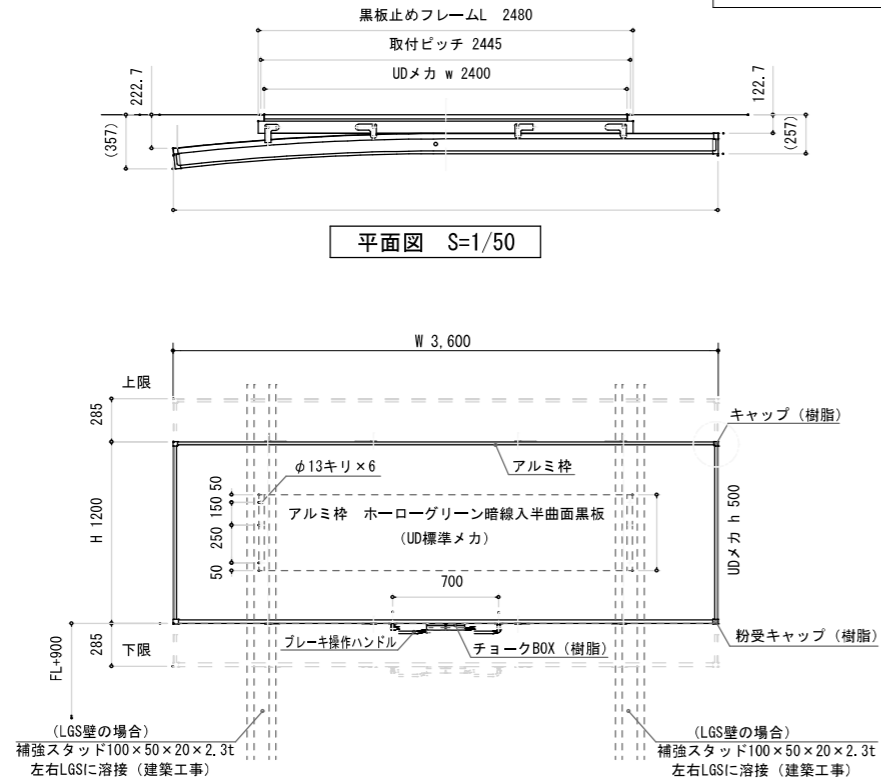 黒板止めフレームL 2480
取付ピッチ 2445
UDメカ w 2400
222.7
(357)
122.7
(257)
平面図 S=1/50
W 3,600
上限
285
キャップ（樹脂）
φ13キリ×6
アルミ枠
50
150
250
50
アルミ枠 ホーローグリーン暗線入半曲面黒板
（UD標準メカ）
H 1200
UDメカ h 500
700
285
下限
ブレーキ操作ハンドル
チョークBOX（樹脂）
粉受キャップ（樹脂）
FL+900
（LGS壁の場合）
補強スタッド100×50×20×2.3t
左右LGSに溶接（建築工事）
（LGS壁の場合）
補強スタッド100×50×20×2.3t
左右LGSに溶接（建築工事）